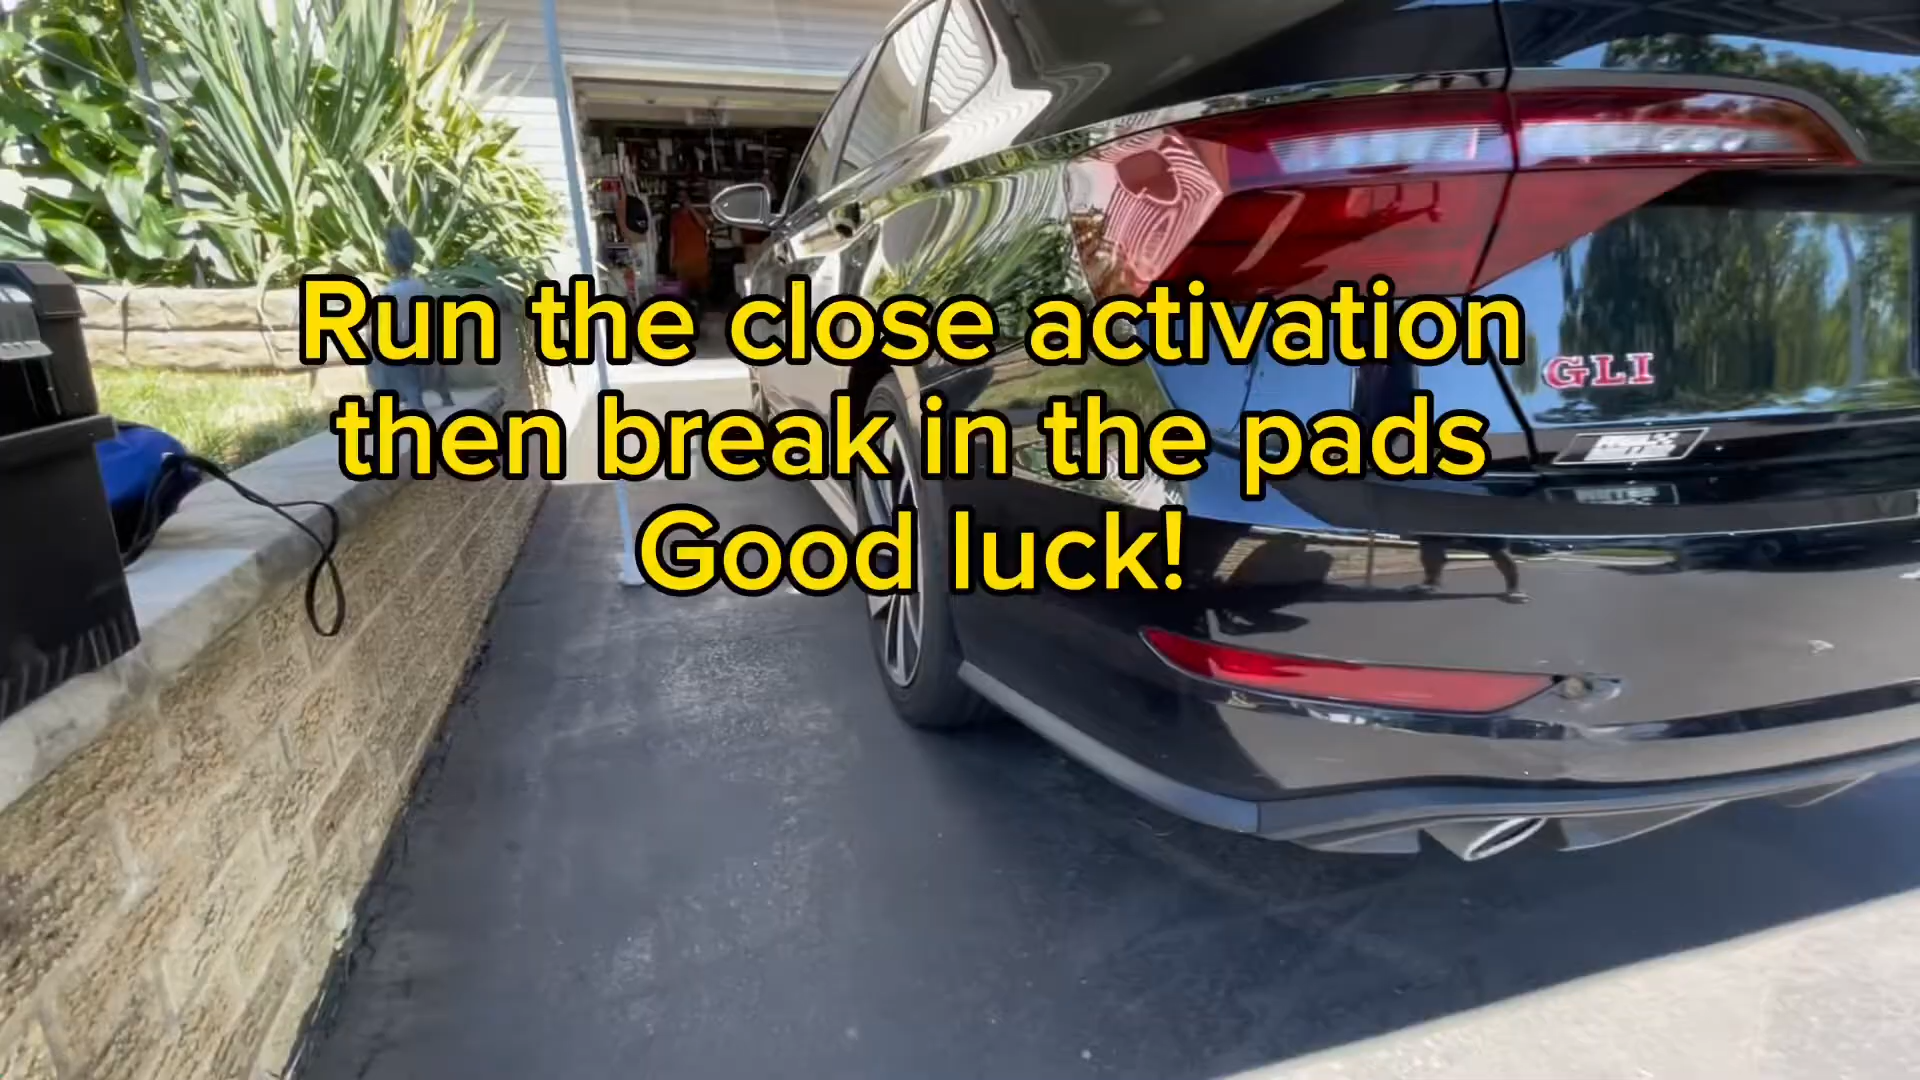 Run the close activation
then break in the pads
Good luck!
GLI